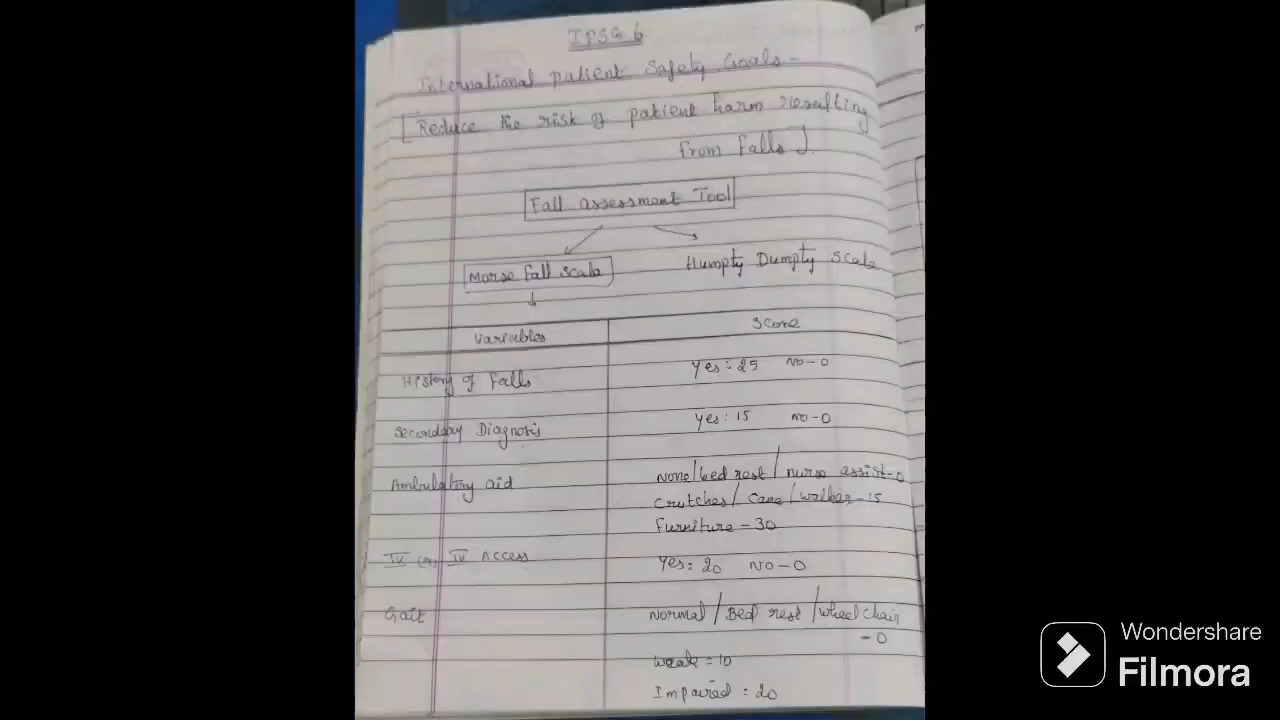 IPSG 6
International patient Safety Goals -
[Reduce the risk of patient harm resulting
from falls].
Fall assessment Tool
Morse fall scale
Humpty Dumpty Scale
Variables
Score
History of Falls
Yes : 25 No - 0
Secondary Diagnosis
Yes : 15 No - 0
Ambulatory aid
None/bed rest/nurse assist - 0
Crutches/Cane/walker - 15
Furniture - 30
IV (or) IV Access
Yes = 20 No - 0
Gait
Normal/Bed rest/wheel chair
- 0
Weak = 10
Impaired : 20
Wondershare
Filmora